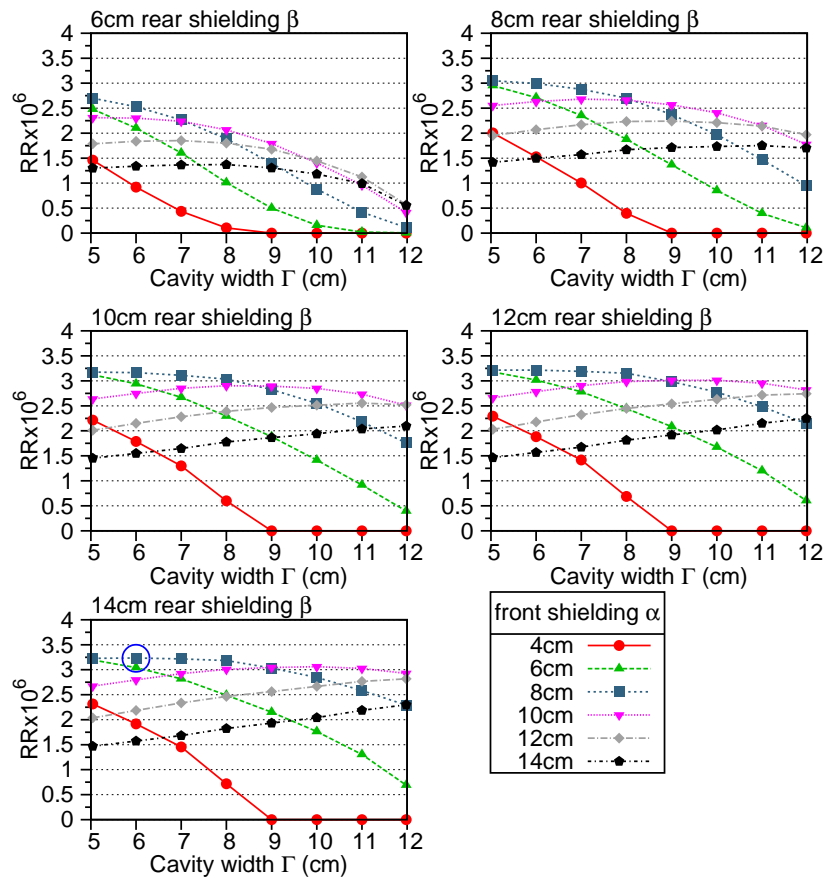 6cm rear shielding β
RRx10^6
4
3.5
3
2.5
2
1.5
1
0.5
0
5 6 7 8 9 10 11 12
Cavity width Γ (cm)
8cm rear shielding β
RRx10^6
4
3.5
3
2.5
2
1.5
1
0.5
0
5 6 7 8 9 10 11 12
Cavity width Γ (cm)
10cm rear shielding β
RRx10^6
4
3.5
3
2.5
2
1.5
1
0.5
0
5 6 7 8 9 10 11 12
Cavity width Γ (cm)
12cm rear shielding β
RRx10^6
4
3.5
3
2.5
2
1.5
1
0.5
0
5 6 7 8 9 10 11 12
Cavity width Γ (cm)
14cm rear shielding β
RRx10^6
4
3.5
3
2.5
2
1.5
1
0.5
0
5 6 7 8 9 10 11 12
Cavity width Γ (cm)
front shielding α
4cm
6cm
8cm
10cm
12cm
14cm